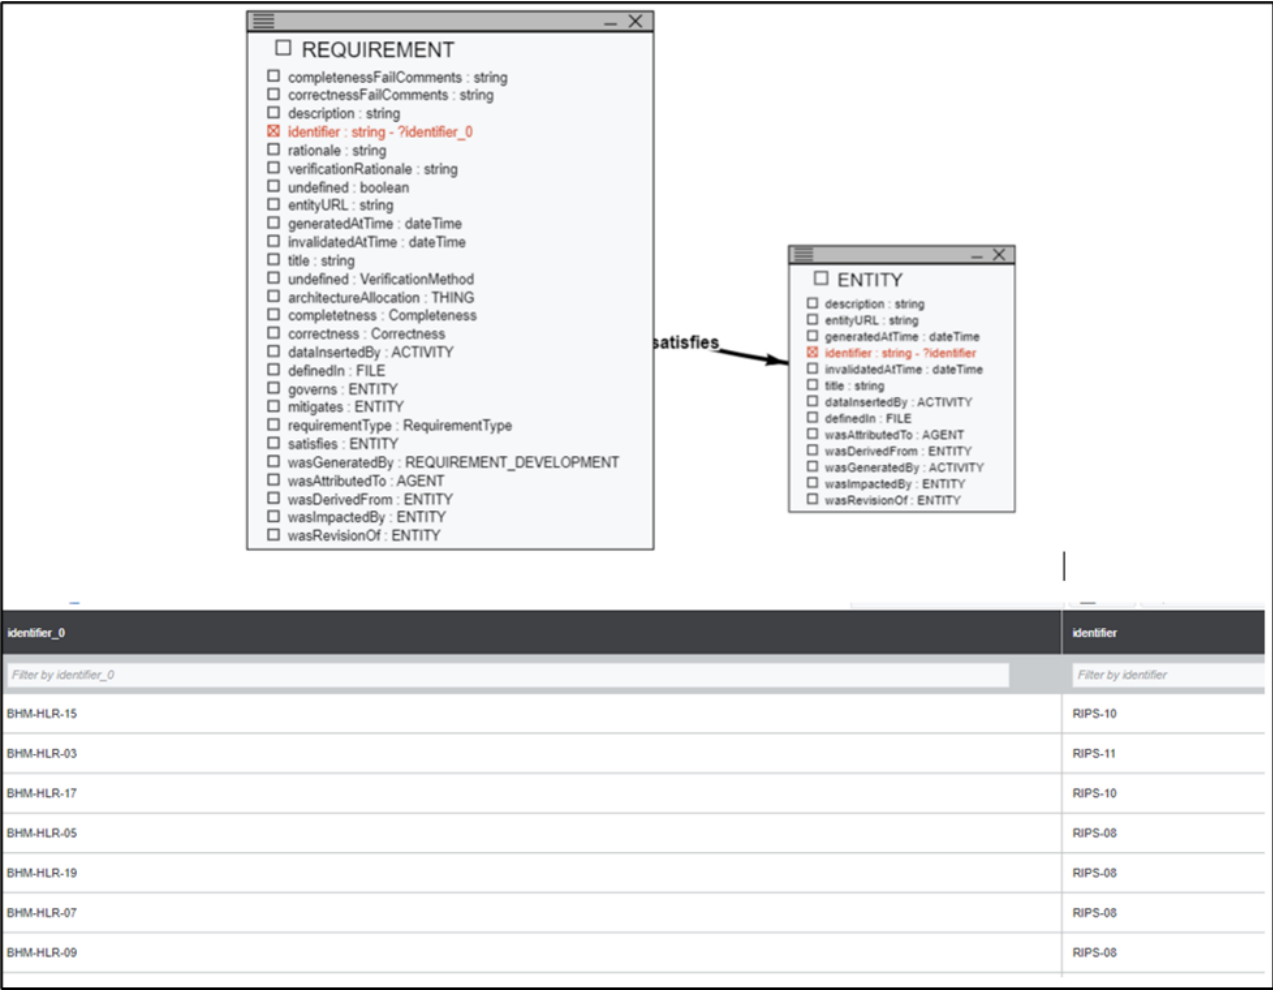 REQUIREMENT
completenessFailComments : string
correctnessFailComments : string
description : string
identifier : string - ?identifier_0
rationale : string
verificationRationale : string
undefined : boolean
entityURL : string
generatedAtTime : dateTime
invalidatedAtTime : dateTime
title : string
undefined : VerificationMethod
architectureAllocation : THING
completetness : Completeness
correctness : Correctness
dataInsertedBy : ACTIVITY
definedIn : FILE
governs : ENTITY
mitigates : ENTITY
requirementType : RequirementType
satisfies : ENTITY
wasGeneratedBy : REQUIREMENT_DEVELOPMENT
wasAttributedTo : AGENT
wasDerivedFrom : ENTITY
wasImpactedBy : ENTITY
wasRevisionOf : ENTITY
satisfies
ENTITY
description : string
entityURL : string
generatedAtTime : dateTime
identifier : string - ?identifier
invalidatedAtTime : dateTime
title : string
dataInsertedBy : ACTIVITY
definedIn : FILE
wasAttributedTo : AGENT
wasDerivedFrom : ENTITY
wasGeneratedBy : ACTIVITY
wasImpactedBy : ENTITY
wasRevisionOf : ENTITY
identifier_0 identifier
Filter by identifier_0 Filter by identifier
BHM-HLR-15 RIPS-10
BHM-HLR-03 RIPS-11
BHM-HLR-17 RIPS-10
BHM-HLR-05 RIPS-08
BHM-HLR-19 RIPS-08
BHM-HLR-07 RIPS-08
BHM-HLR-09 RIPS-08